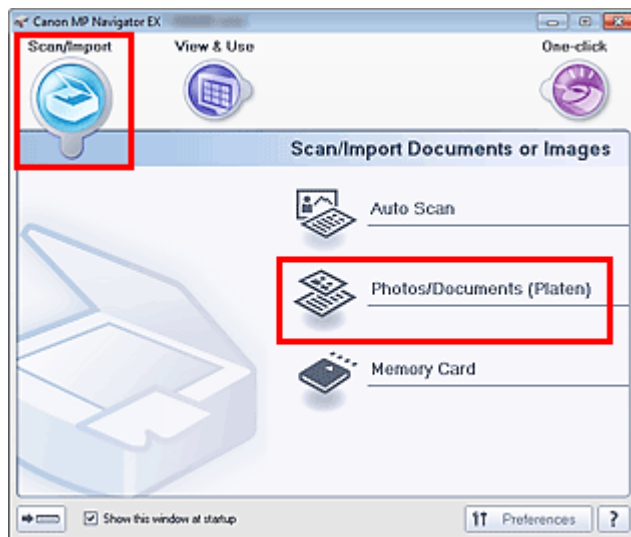 Canon MP Navigator EX
Scan/Import
View & Use
One-click
Scan/Import Documents or Images
Auto Scan
Photos/Documents (Platen)
Memory Card
Show this window at startup
Preferences
?